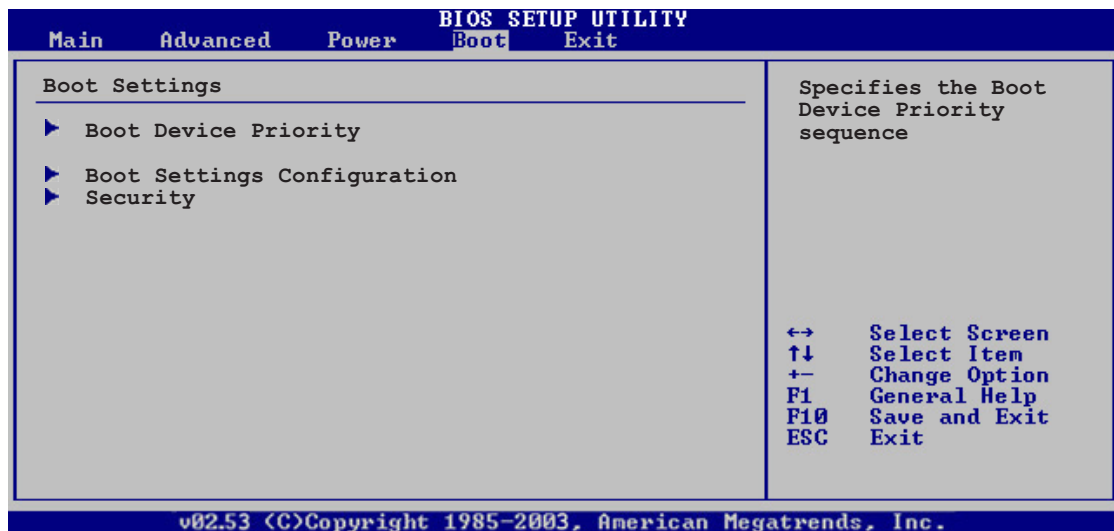 BIOS SETUP UTILITY
Main Advanced Power Boot Exit
Boot Settings
Boot Device Priority
Boot Settings Configuration
Security
Specifies the Boot
Device Priority
sequence
←→ Select Screen
↑↓ Select Item
+− Change Option
F1 General Help
F10 Save and Exit
ESC Exit
v02.53 (C)Copyright 1985-2003, American Megatrends, Inc.